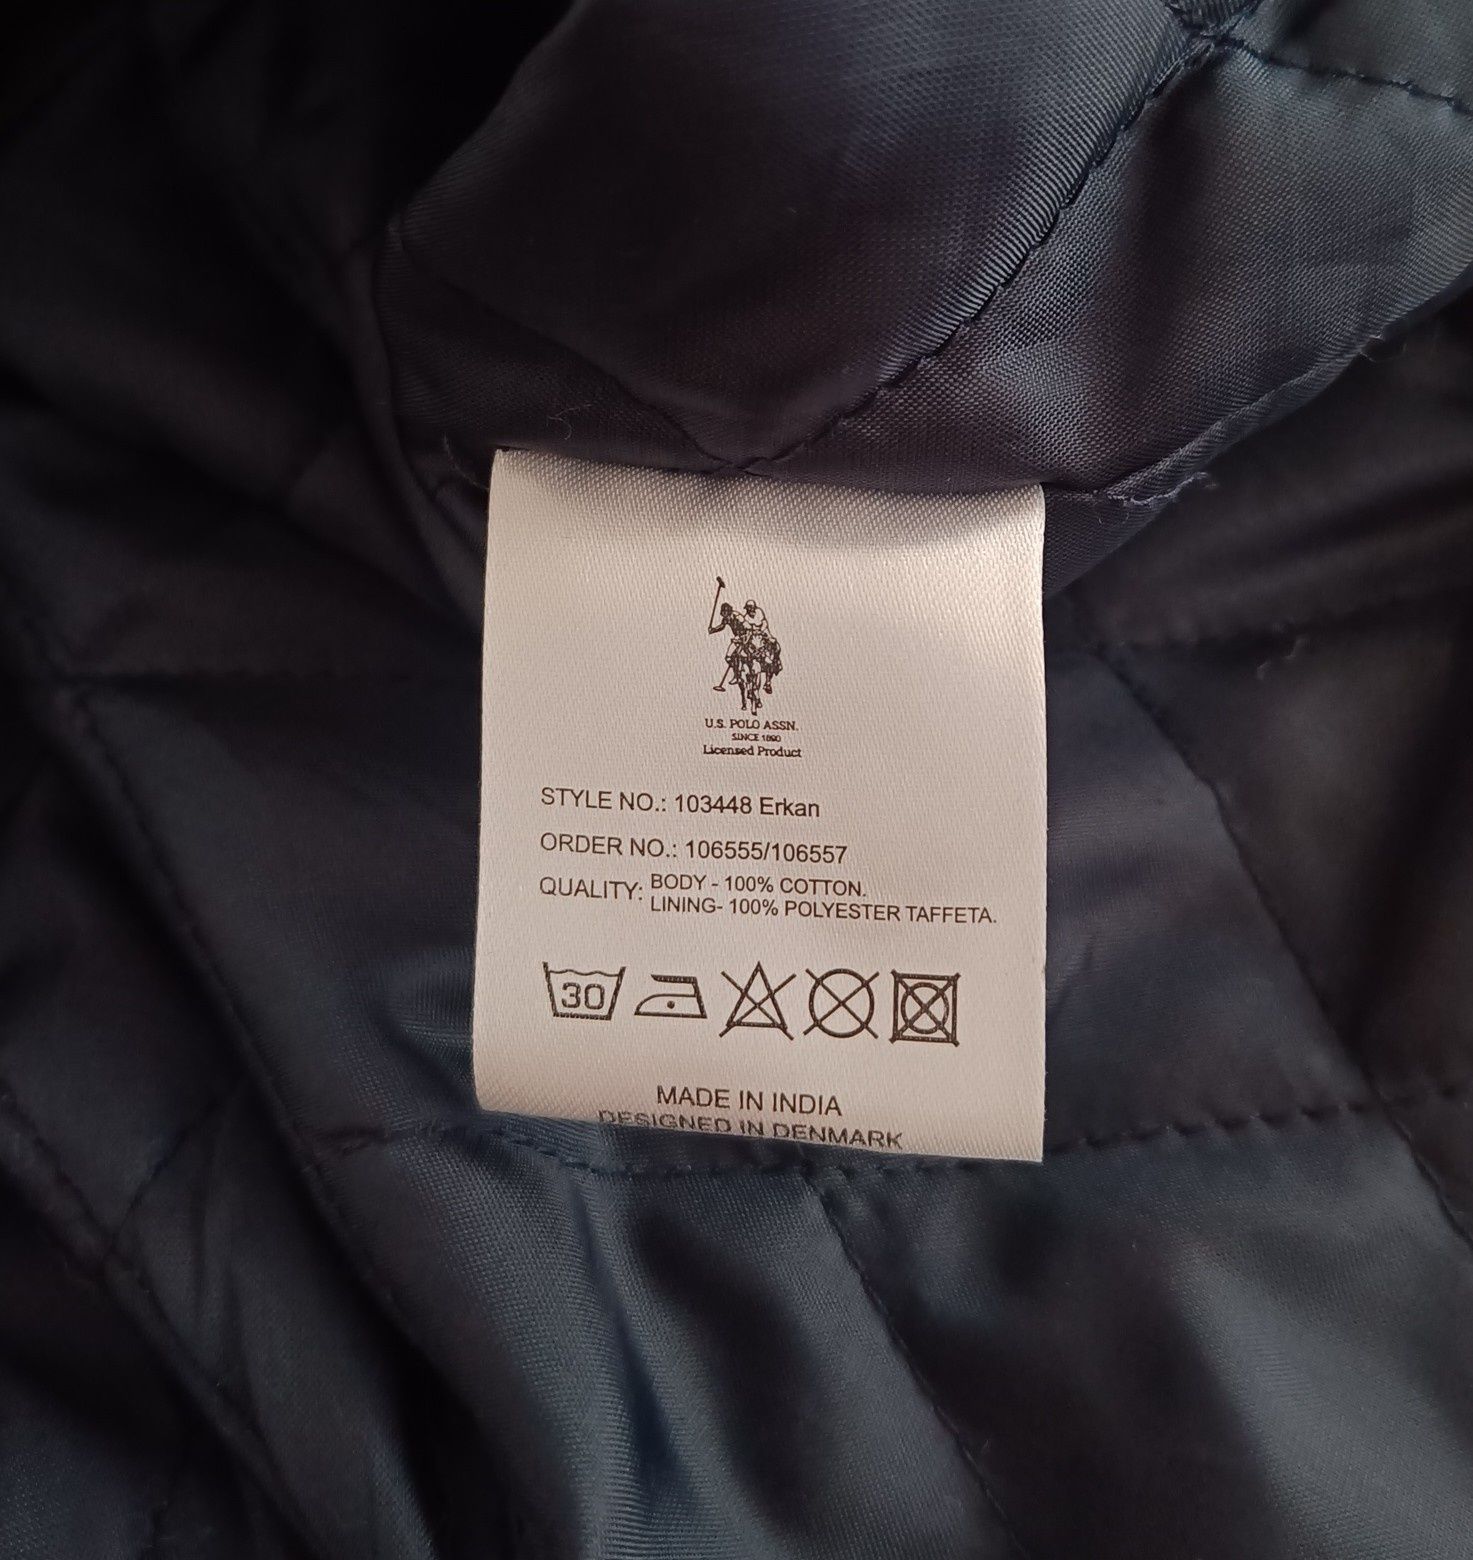 U.S. POLO ASSN.
SINCE 1890
Licensed Product
STYLE NO.: 103448 Erkan
ORDER NO.: 106555/106557
QUALITY: BODY - 100% COTTON.
LINING- 100% POLYESTER TAFFETA.
30
MADE IN INDIA
DESIGNED IN DENMARK